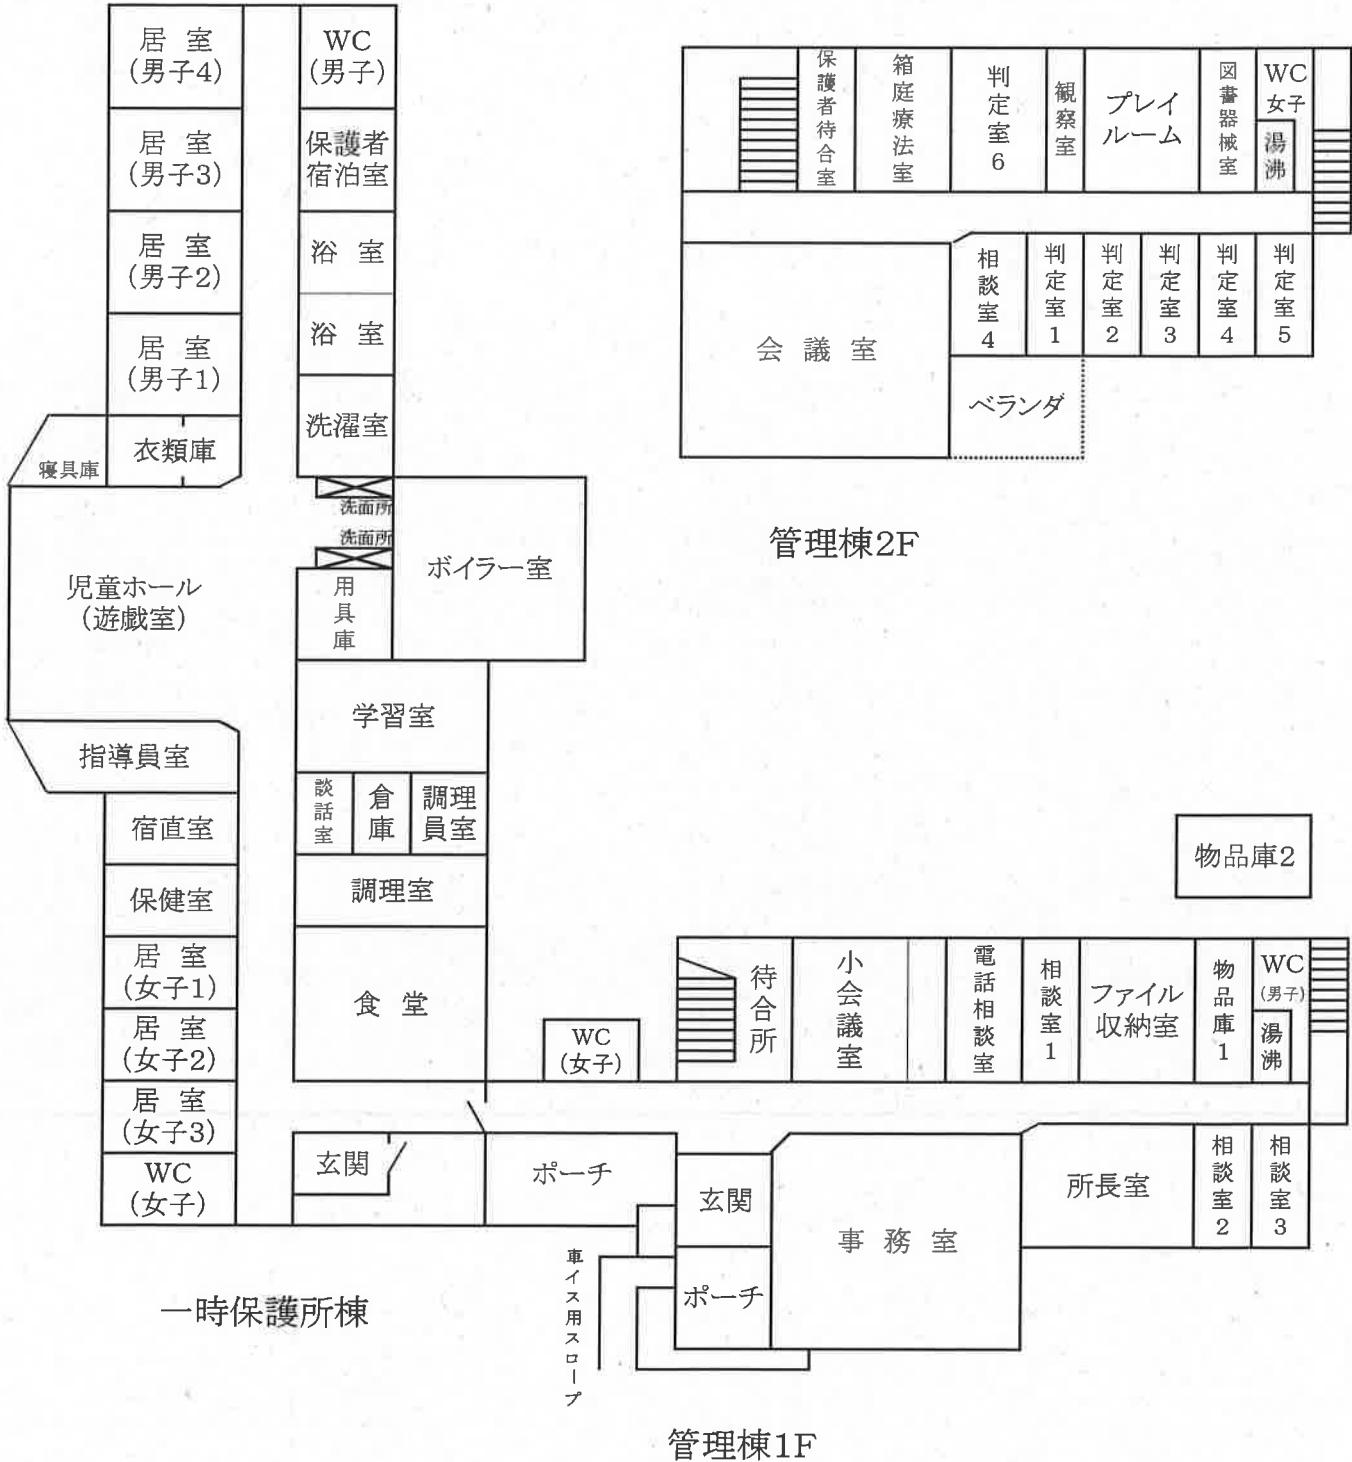 居 室
(男子4)
WC
(男子)
居 室
(男子3)
保護者
宿泊室
居 室
(男子2)
浴 室
居 室
(男子1)
浴 室
衣類庫
洗濯室
寝具庫
洗面所
洗面所
児童ホール
(遊戯室)
用具庫
ボイラー室
学習室
指導員室
談話室
倉庫
調理
員室
宿直室
調理室
保健室
居 室
(女子1)
食 堂
居 室
(女子2)
居 室
(女子3)
WC
(女子)
玄関
ポーチ
WC
(女子)
一時保護所棟
保護者待合室
箱庭療法室
判定室6
観察室
プレイ
ルーム
図書器械室
WC
女子
湯沸
会 議 室
相談室4
判定室1
判定室2
判定室3
判定室4
判定室5
ベランダ
管理棟2F
物品庫2
待合所
小会議室
電話相談室
相談室1
ファイル
収納室
物品庫1
WC
(男子)
湯沸
玄関
ポーチ
事 務 室
所長室
相談室2
相談室3
車イス用スロープ
管理棟1F